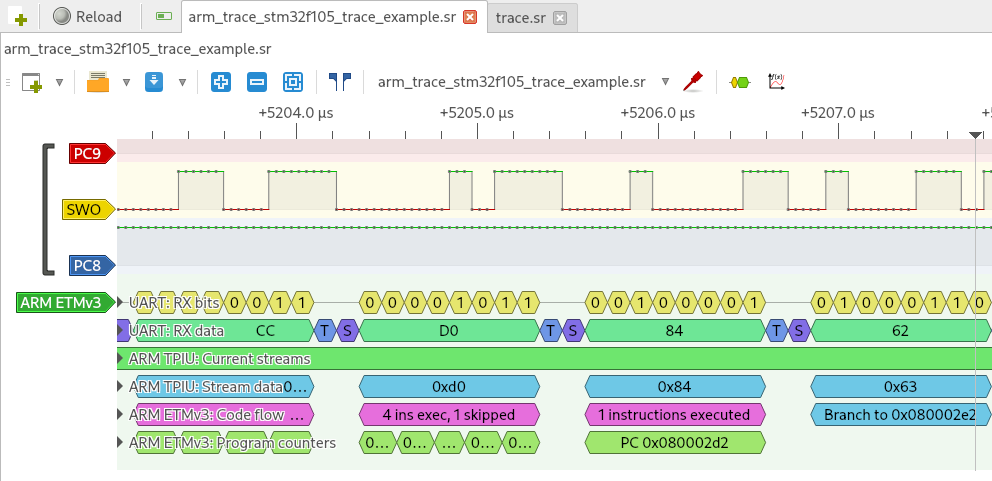 Reload
arm_trace_stm32f105_trace_example.sr
trace.sr
arm_trace_stm32f105_trace_example.sr
arm_trace_stm32f105_trace_example.sr
+5204.0 µs +5205.0 µs +5206.0 µs +5207.0 µs
PC9
SWO
PC8
ARM ETMv3 UART: RX bits 0 0 1 1 0 0 0 0 1 0 1 1 0 0 1 0 0 0 0 1 0 1 0 0 0 1 1 0
UART: RX data CC T S D0 T S 84 T S 62
ARM TPIU: Current streams
ARM TPIU: Stream data 0… 0xd0 0x84 0x63
ARM ETMv3: Code flow … 4 ins exec, 1 skipped 1 instructions executed Branch to 0x080002e2
ARM ETMv3: Program counters 0… 0… … 0… 0… PC 0x080002d2